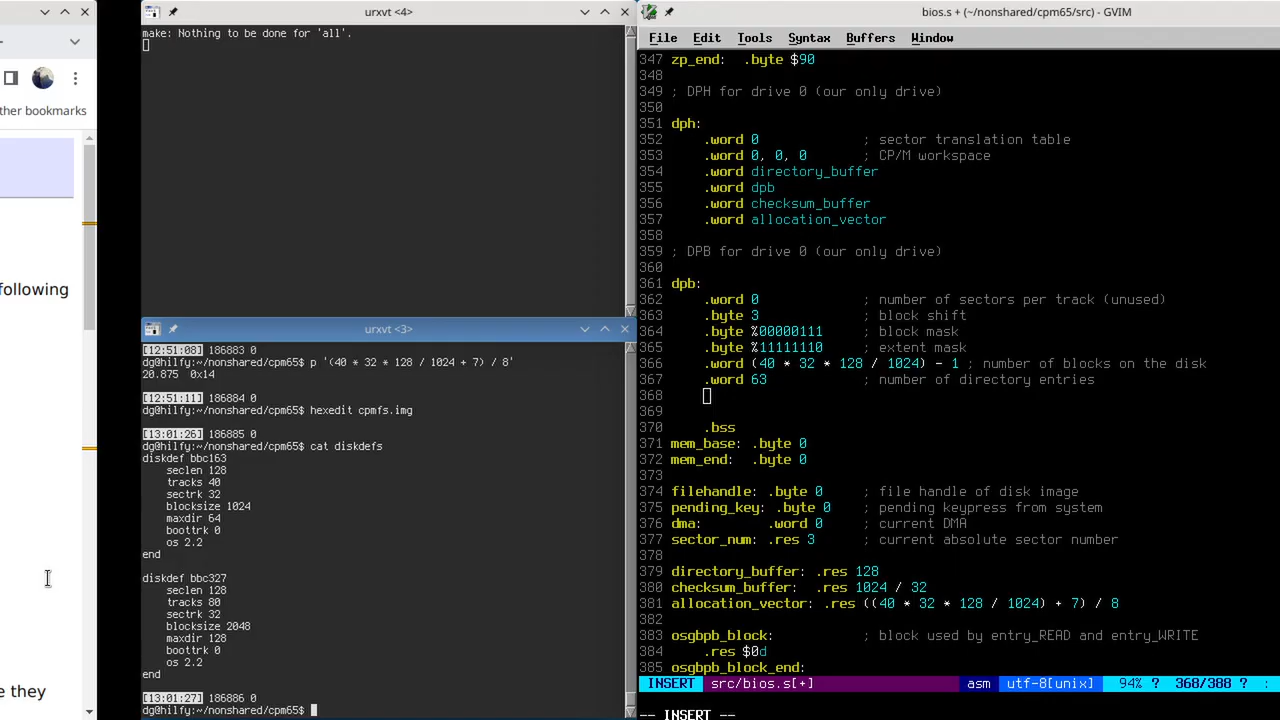 ther bookmarks
following
e they
urxvt <4>
make: Nothing to be done for 'all'.
urxvt <3>
[12:51:08] 186883 0
dg@hilfy:~/nonshared/cpm65$ p '(40 * 32 * 128 / 1024 + 7) / 8'
20.875  0x14
[12:51:11] 186884 0
dg@hilfy:~/nonshared/cpm65$ hexedit cpmfs.img
[13:01:26] 186885 0
dg@hilfy:~/nonshared/cpm65$ cat diskdefs
diskdef bbc163
seclen 128
tracks 40
sectrk 32
blocksize 1024
maxdir 64
boottrk 0
os 2.2
end
diskdef bbc327
seclen 128
tracks 80
sectrk 32
blocksize 2048
maxdir 128
boottrk 0
os 2.2
end
[13:01:27] 186886 0
dg@hilfy:~/nonshared/cpm65$
bios.s + (~/nonshared/cpm65/src) - GVIM
File Edit Tools Syntax Buffers Window
347 zp_end:  .byte $90
348
349 ; DPH for drive 0 (our only drive)
350
351 dph:
352     .word 0             ; sector translation table
353     .word 0, 0, 0       ; CP/M workspace
354     .word directory_buffer
355     .word dpb
356     .word checksum_buffer
357     .word allocation_vector
358
359 ; DPB for drive 0 (our only drive)
360
361 dpb:
362     .word 0             ; number of sectors per track (unused)
363     .byte 3             ; block shift
364     .byte %00000111     ; block mask
365     .byte %11111110     ; extent mask
366     .word (40 * 32 * 128 / 1024) - 1 ; number of blocks on the disk
367     .word 63            ; number of directory entries
368
369
370     .bss
371 mem_base: .byte 0
372 mem_end:  .byte 0
373
374 filehandle: .byte 0     ; file handle of disk image
375 pending_key: .byte 0    ; pending keypress from system
376 dma:        .word 0     ; current DMA
377 sector_num: .res 3      ; current absolute sector number
378
379 directory_buffer: .res 128
380 checksum_buffer:  .res 1024 / 32
381 allocation_vector: .res ((40 * 32 * 128 / 1024) + 7) / 8
382
383 osgbpb_block:           ; block used by entry_READ and entry_WRITE
384     .res $0d
385 osgbpb_block_end:
INSERT src/bios.s[+] asm utf-8[unix] 94% ? 368/388 ? :
-- INSERT --